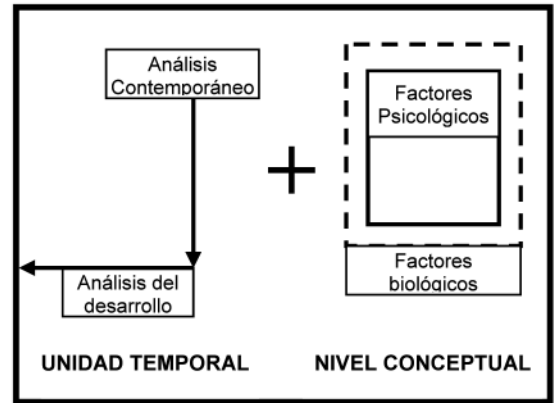 Análisis
Contemporáneo
Análisis del
desarrollo
UNIDAD TEMPORAL
+
Factores
Psicológicos
Factores
biológicos
NIVEL CONCEPTUAL